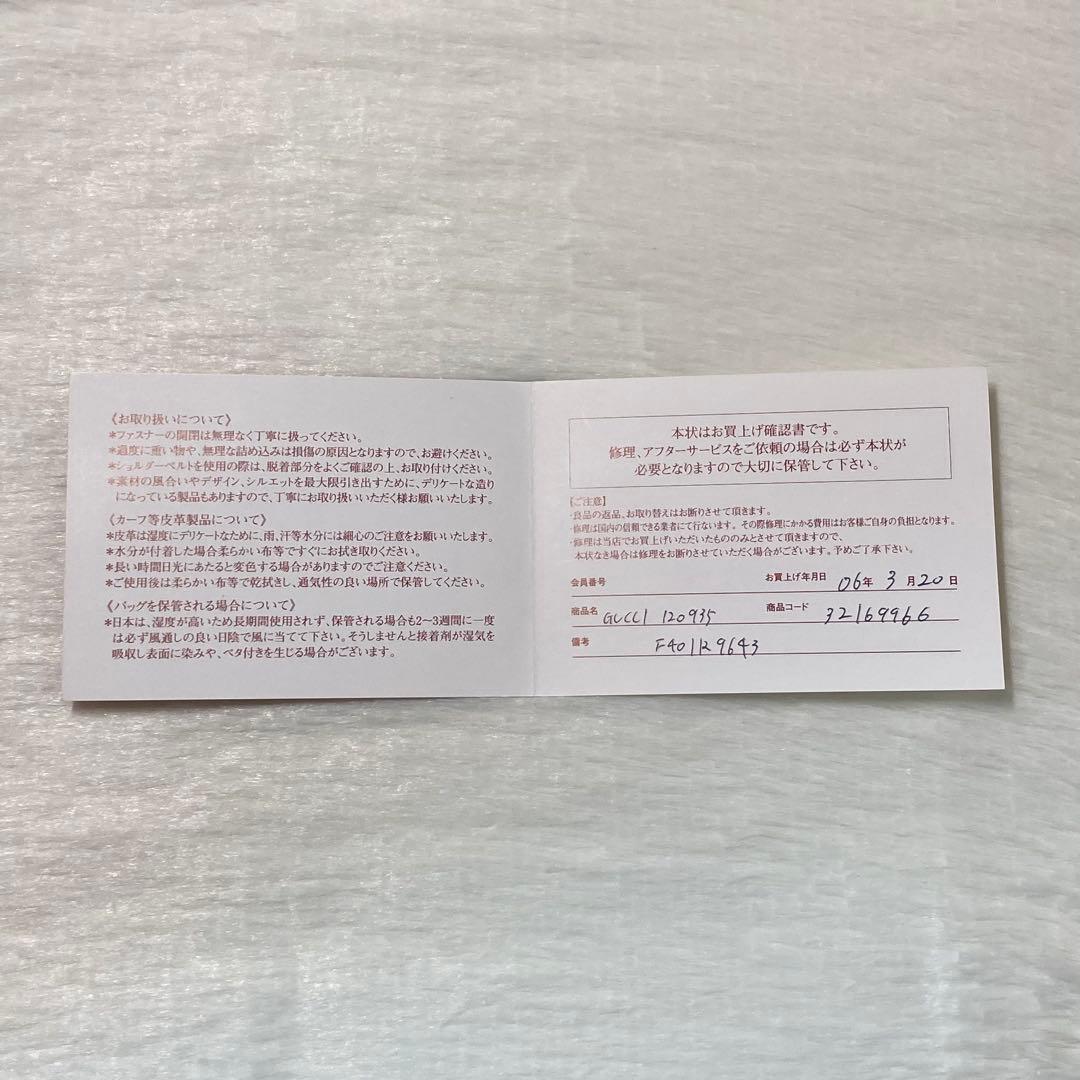 《お取り扱いについて》
*ファスナーの開閉は無理なく丁寧に扱ってください。
*過度に重い物や、無理な詰め込みは損傷の原因となりますので、お避けください。
*ショルダーベルトを使用の際は、脱着部分をよくご確認の上、お取り付けください。
*素材の風合いやデザイン、シルエットを最大限引き出すために、デリケートな造り
になっている製品もありますので、丁寧にお取り扱いいただく様お願いいたします。
《カーフ等皮革製品について》
*皮革は湿度にデリケートなために、雨、汗等水分には細心のご注意をお願いします。
*水分が付着した場合柔らかい布等ですぐにお拭き取りください。
*長い時間日光にあたると変色する場合がありますのでご注意ください。
*ご使用後は柔らかい布等で乾拭きし、通気性の良い場所で保管してください。
《バッグを保管される場合について》
*日本は、湿度が高いため長期間使用されず、保管される場合も2〜3週間に一度
は必ず風通しの良い日陰で風に当てて下さい。そうしませんと接着剤が湿気を
吸収し表面に染みや、ベタ付きを生じる場合がございます。
本状はお買上げ確認書です。
修理、アフターサービスをご依頼の場合は必ず本状が
必要となりますので大切に保管して下さい。
【ご注意】
・良品の返品、お取り替えはお断りさせて頂きます。
・修理は国内の信頼できる業者にて行ないます。その際修理にかかる費用はお客様ご自身の負担となります。
・修理は当店でお買上げいただいたもののみとさせて頂きますので、
本状なき場合は修理をお断りさせていただく場合がございます。予めご了承下さい。
会員番号 お買上げ年月日 06年 3月20日
商品名 GUCCI 120935 商品コード 32169966
備考 F401R9643